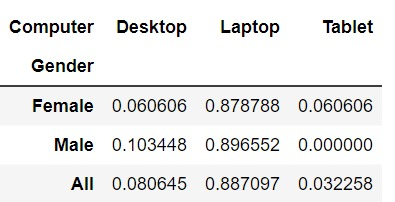 Computer Desktop Laptop Tablet
Gender
Female 0.060606 0.878788 0.060606
Male 0.103448 0.896552 0.000000
All 0.080645 0.887097 0.032258